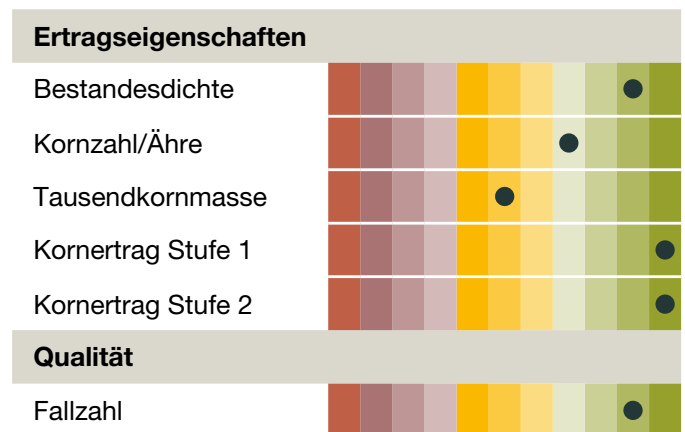 Ertragseigenschaften
Bestandesdichte
Kornzahl/Ähre
Tausendkornmasse
Kornertrag Stufe 1
Kornertrag Stufe 2
Qualität
Fallzahl